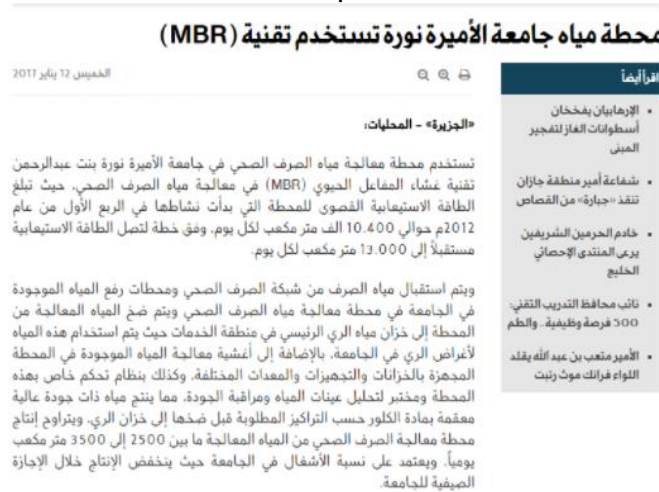 محطة مياه جامعة الأميرة نورة تستخدم تقنية (MBR)
الخميس 12 يناير 2017
«الجزيرة» - المحليات:
تستخدم محطة معالجة مياه الصرف الصحي في جامعة الأميرة نورة بنت عبدالرحمن
تقنية غشاء المفاعل الحيوي (MBR) في معالجة مياه الصرف الصحي، حيث تبلغ
الطاقة الاستيعابية القصوى للمحطة التي بدأت نشاطها في الربع الأول من عام
2012م حوالي 10.400 الف متر مكعب لكل يوم، وفق خطة لتصل الطاقة الاستيعابية
مستقبلاً إلى 13.000 متر مكعب لكل يوم.
ويتم استقبال مياه الصرف من شبكة الصرف الصحي ومحطات رفع المياه الموجودة
في الجامعة في محطة معالجة مياه الصرف الصحي ويتم ضخ المياه المعالجة من
المحطة إلى خزان مياه الري الرئيسي في منطقة الخدمات حيث يتم استخدام هذه المياه
لأغراض الري في الجامعة، بالإضافة إلى أغشية معالجة المياه الموجودة في المحطة
المجهزة بالخزانات والتجهيزات والمعدات المختلفة، وكذلك بنظام تحكم خاص بهذه
المحطة ومختبر لتحليل عينات المياه ومراقبة الجودة، مما ينتج مياه ذات جودة عالية
معقمة بمادة الكلور حسب التراكيز المطلوبة قبل ضخها إلى خزان الري، ويتراوح إنتاج
محطة معالجة الصرف الصحي من المياه المعالجة ما بين 2500 إلى 3500 متر مكعب
يومياً، ويعتمد على نسبة الأشغال في الجامعة حيث ينخفض الإنتاج خلال الإجازة
الصيفية للجامعة.
اقرأ أيضاً
الإرهابيان يفخخان
أسطوانات الغاز لتفجير
المبنى
شفاعة أمير منطقة جازان
تنقذ «جبارة» من القصاص
خادم الحرمين الشريفين
يرعى المنتدى الإحصائي
الخليج
نائب محافظ التدريب التقني:
500 فرصة وظيفية.. والطم
الأمير متعب بن عبد الله يقلد
اللواء فرانك موث رتبت